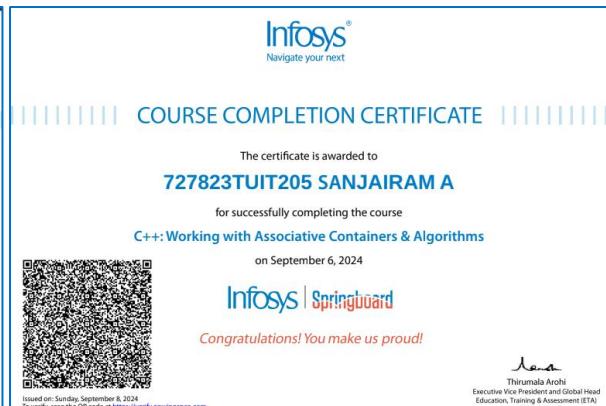 Infosys®
Navigate your next
COURSE COMPLETION CERTIFICATE
The certificate is awarded to
727823TUIT205 SANJAIRAM A
for successfully completing the course
C++: Working with Associative Containers & Algorithms
on September 6, 2024
Infosys | Springboard
Congratulations! You make us proud!
Thirumala Arohi
Executive Vice President and Global Head
Education, Training & Assessment (ETA)
Issued on: Sunday, September 8, 2024